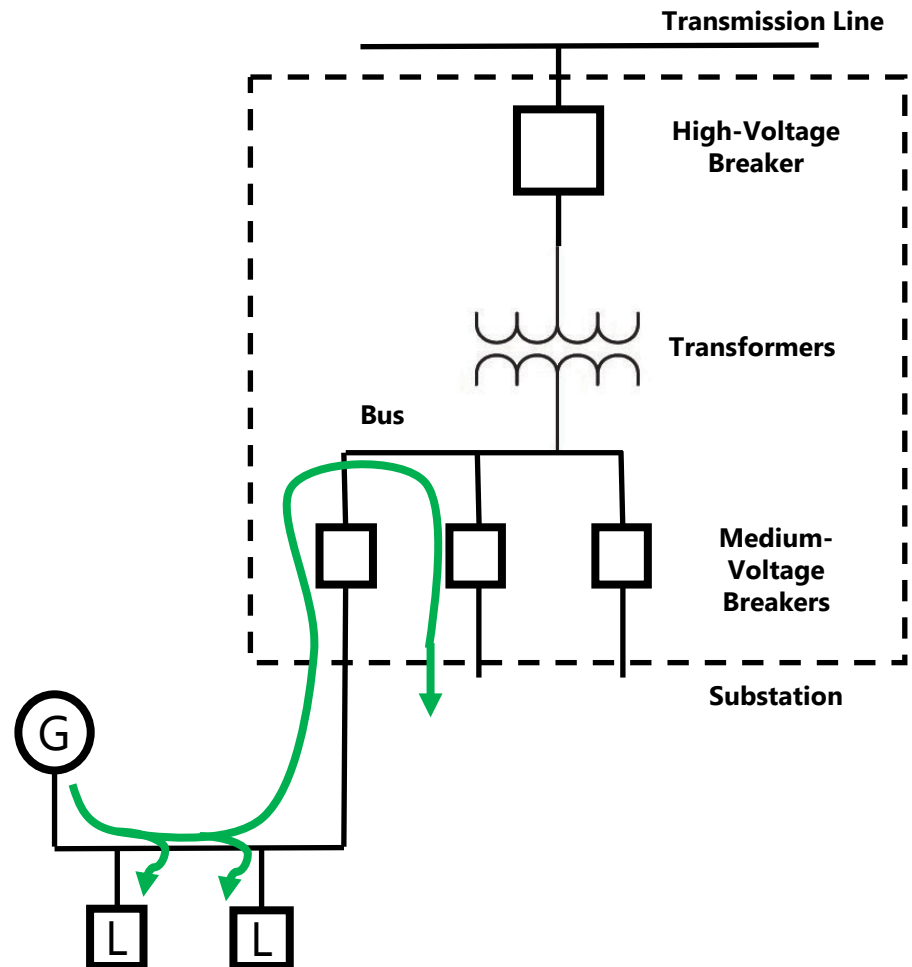 Transmission Line
High-Voltage
Breaker
Transformers
Bus
Medium-
Voltage
Breakers
Substation
G
L
L